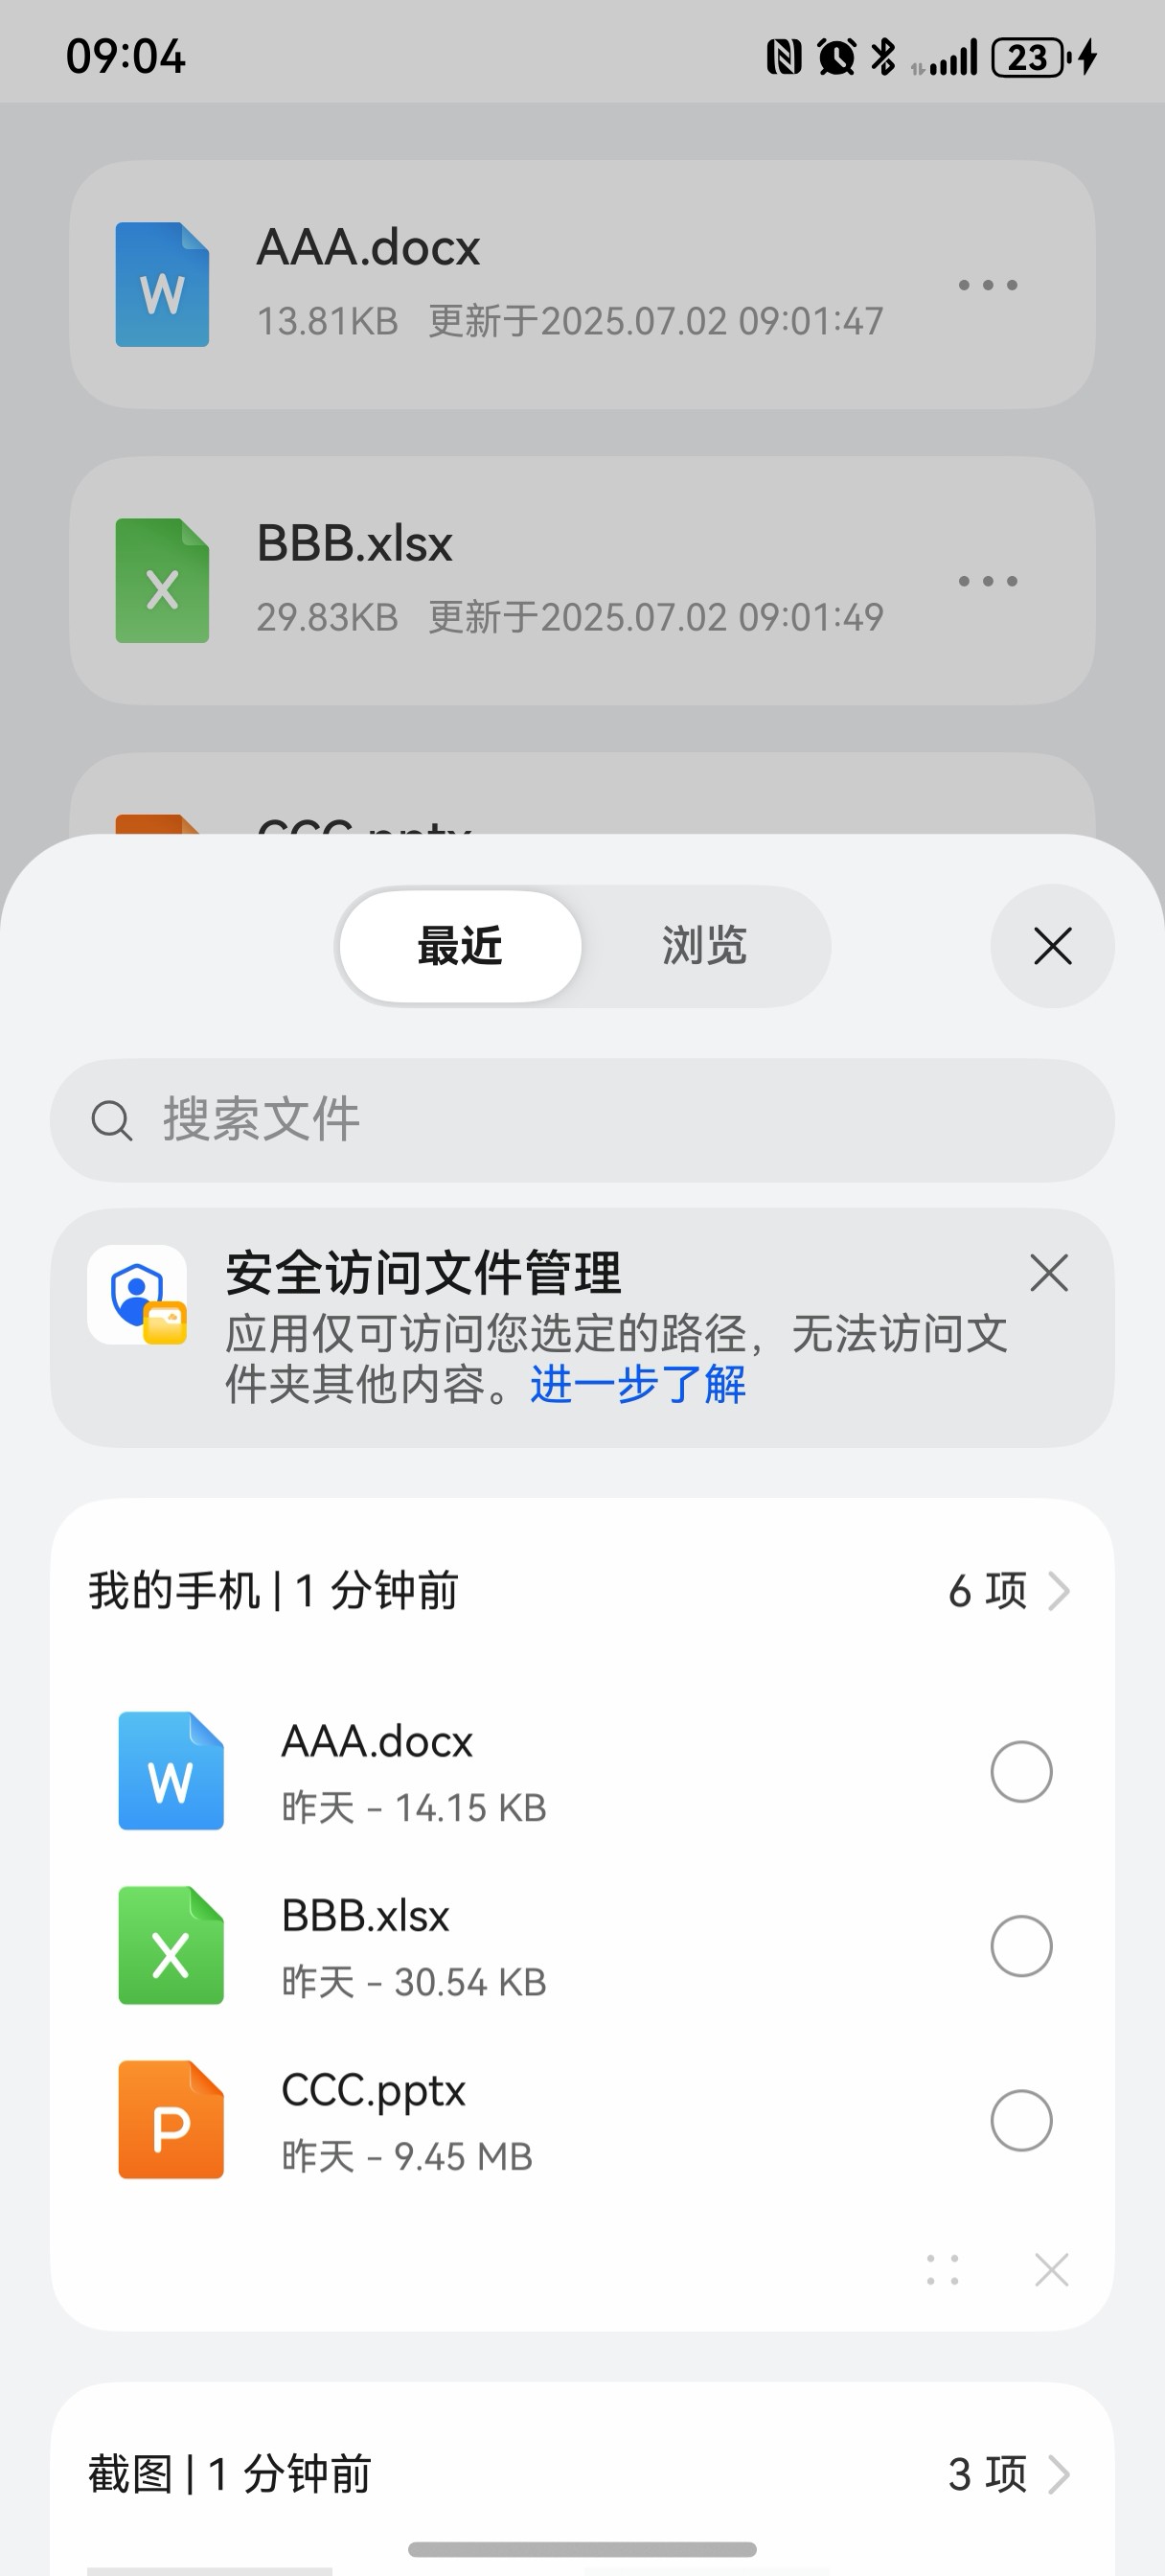 09:04
23
AAA.docx
13.81KB 更新于2025.07.02 09:01:47
BBB.xlsx
29.83KB 更新于2025.07.02 09:01:49
CCC.pptx
最近
浏览
搜索文件
安全访问文件管理
应用仅可访问您选定的路径，无法访问文
件夹其他内容。进一步了解
我的手机 | 1 分钟前
6 项
W
AAA.docx
昨天 – 14.15 KB
X
BBB.xlsx
昨天 – 30.54 KB
P
CCC.pptx
昨天 – 9.45 MB
截图 | 1 分钟前
3 项